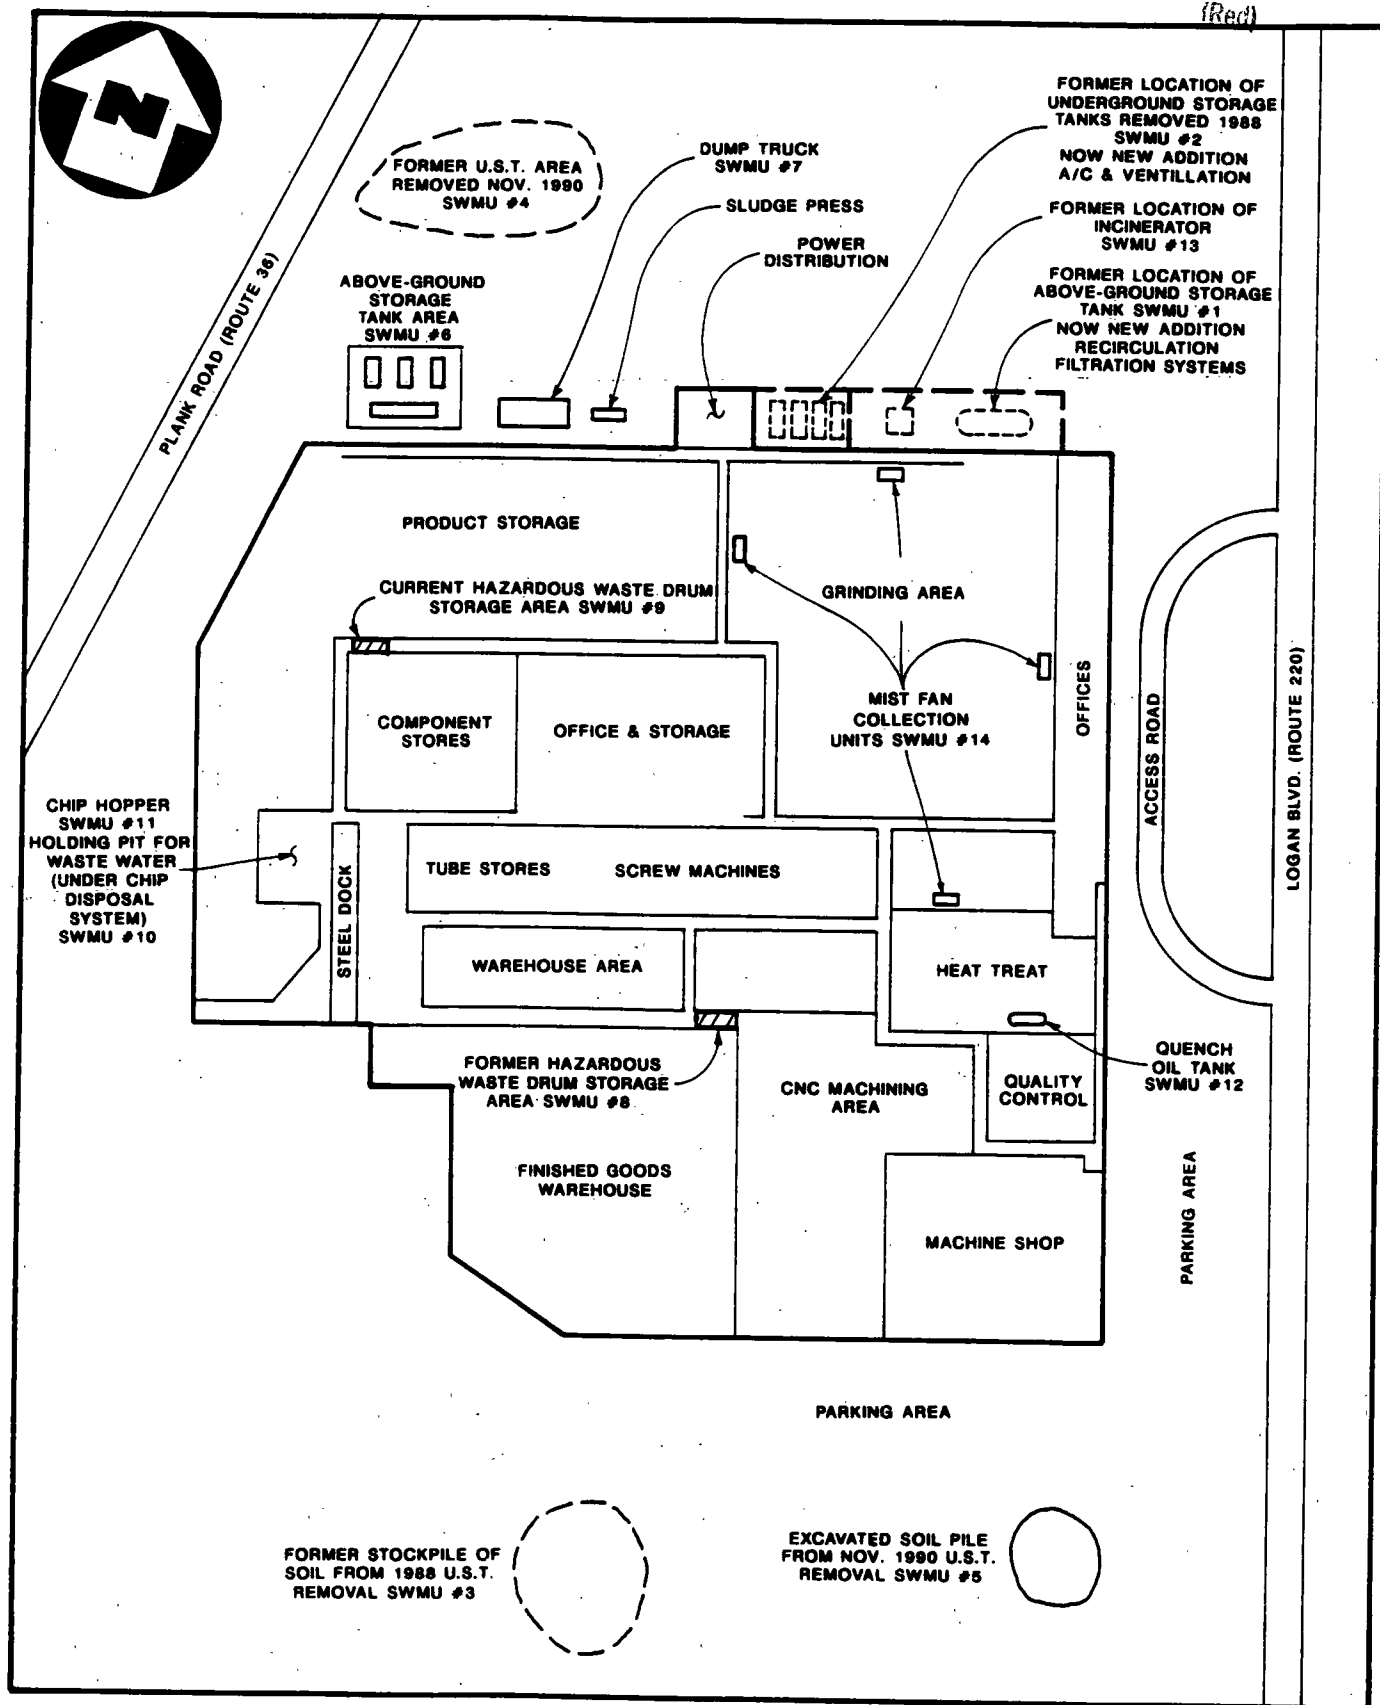 (Red)
N
FORMER U.S.T. AREA
REMOVED NOV. 1990
SWMU #4
DUMP TRUCK
SWMU #7
SLUDGE PRESS
POWER
DISTRIBUTION
FORMER LOCATION OF
UNDERGROUND STORAGE
TANKS REMOVED 1988
SWMU #2
NOW NEW ADDITION
A/C & VENTILLATION
FORMER LOCATION OF
INCINERATOR
SWMU #13
FORMER LOCATION OF
ABOVE-GROUND STORAGE
TANK SWMU #1
NOW NEW ADDITION
RECIRCULATION
FILTRATION SYSTEMS
PLANK ROAD (ROUTE 36)
ABOVE-GROUND
STORAGE
TANK AREA
SWMU #6
PRODUCT STORAGE
CURRENT HAZARDOUS WASTE DRUM
STORAGE AREA SWMU #9
GRINDING AREA
COMPONENT
STORES
OFFICE & STORAGE
MIST FAN
COLLECTION
UNITS SWMU #14
OFFICES
ACCESS ROAD
LOGAN BLVD. (ROUTE 220)
CHIP HOPPER
SWMU #11
HOLDING PIT FOR
WASTE WATER
(UNDER CHIP
DISPOSAL
SYSTEM)
SWMU #10
STEEL DOCK
TUBE STORES
SCREW MACHINES
WAREHOUSE AREA
HEAT TREAT
FORMER HAZARDOUS
WASTE DRUM STORAGE
AREA SWMU #8
CNC MACHINING
AREA
QUALITY
CONTROL
QUENCH
OIL TANK
SWMU #12
FINISHED GOODS
WAREHOUSE
MACHINE SHOP
PARKING AREA
PARKING AREA
FORMER STOCKPILE OF
SOIL FROM 1988 U.S.T.
REMOVAL SWMU #3
EXCAVATED SOIL PILE
FROM NOV. 1990 U.S.T.
REMOVAL SWMU #5